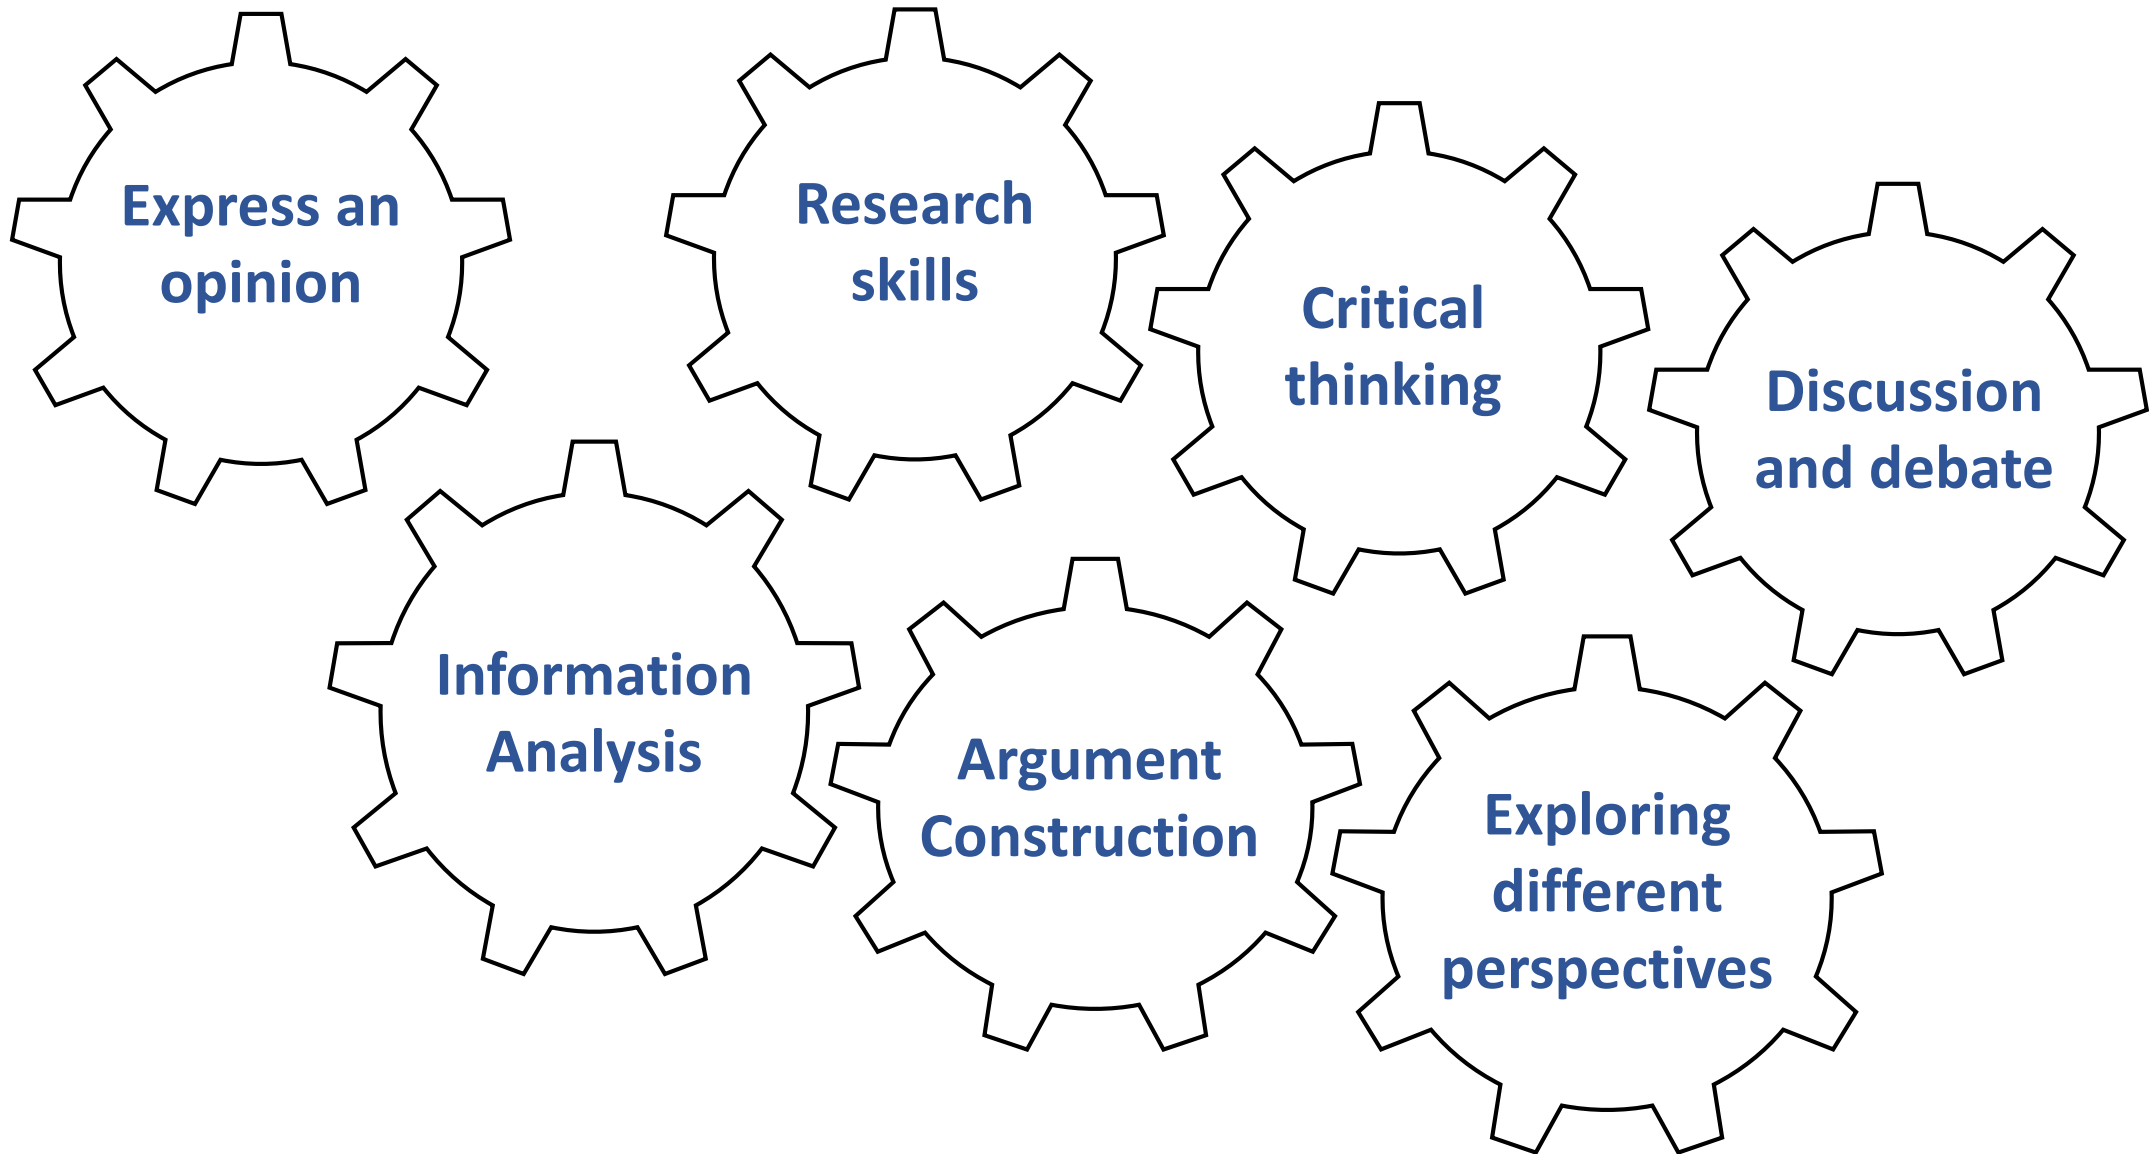 Express an
opinion
Research
skills
Critical
thinking
Discussion
and debate
Information
Analysis
Argument
Construction
Exploring
different
perspectives